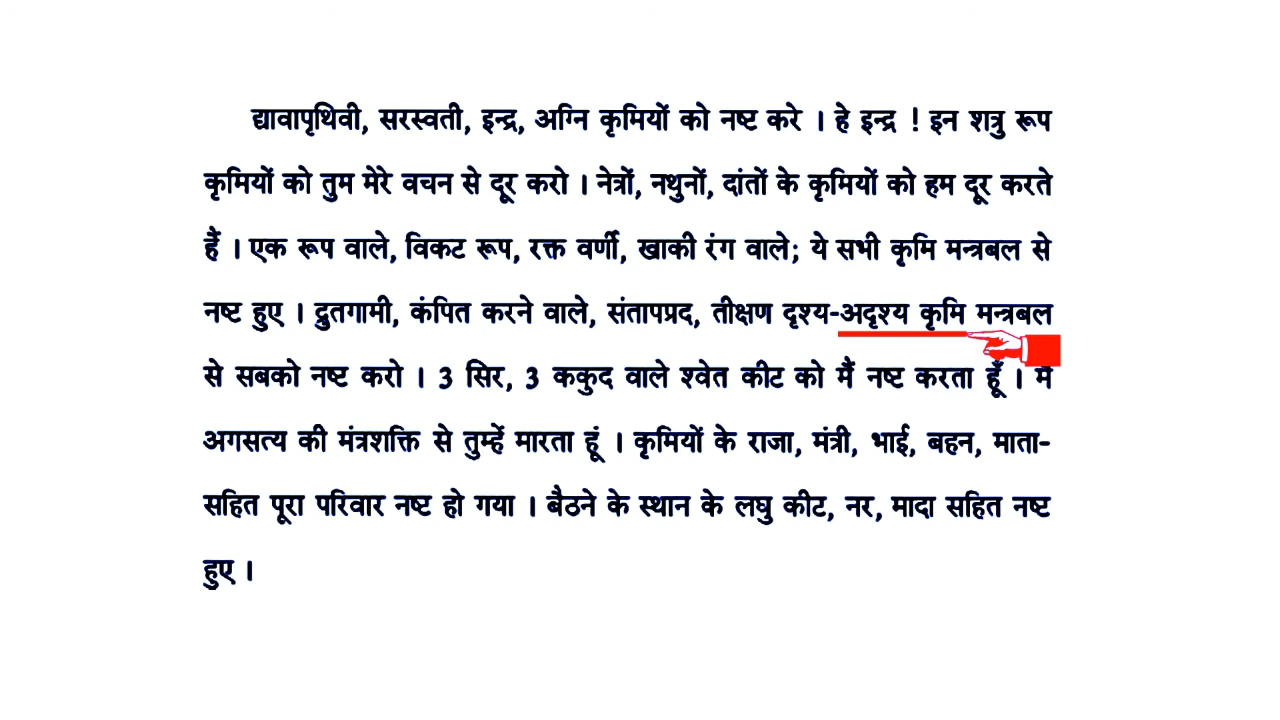 द्यावापृथिवी, सरस्वती, इन्द्र, अग्नि कृमियों को नष्ट करे । हे इन्द्र ! इन शत्रु रूप
कृमियों को तुम मेरे वचन से दूर करो । नेत्रों, नथुनों, दांतों के कृमियों को हम दूर करते
हैं । एक रूप वाले, विकट रूप, रक्त वर्णी, खाकी रंग वाले; ये सभी कृमि मन्त्रबल से
नष्ट हुए । द्रुतगामी, कंपित करने वाले, संतापप्रद, तीक्षण दृश्य-अदृश्य कृमि मन्त्रबल
से सबको नष्ट करो । 3 सिर, 3 ककुद वाले श्वेत कीट को मैं नष्ट करता हूँ । मैं
अगसत्य की मंत्रशक्ति से तुम्हें मारता हूं । कृमियों के राजा, मंत्री, भाई, बहन, माता-
सहित पूरा परिवार नष्ट हो गया । बैठने के स्थान के लघु कीट, नर, मादा सहित नष्ट
हुए ।